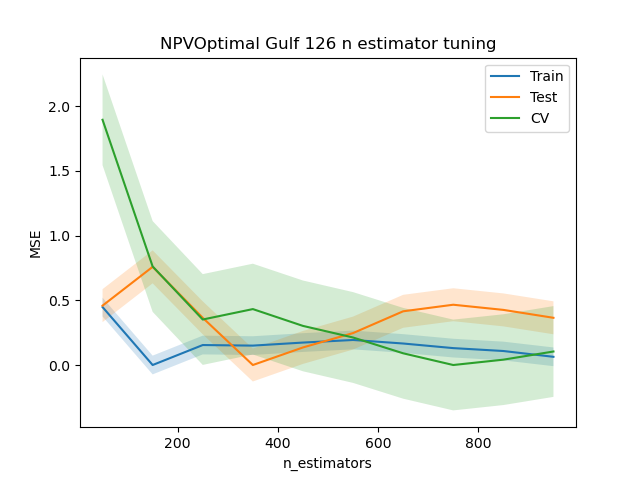 NPVOptimal Gulf 126 n estimator tuning
Train
Test
CV
MSE
2.0
1.5
1.0
0.5
0.0
200 400 600 800
n_estimators